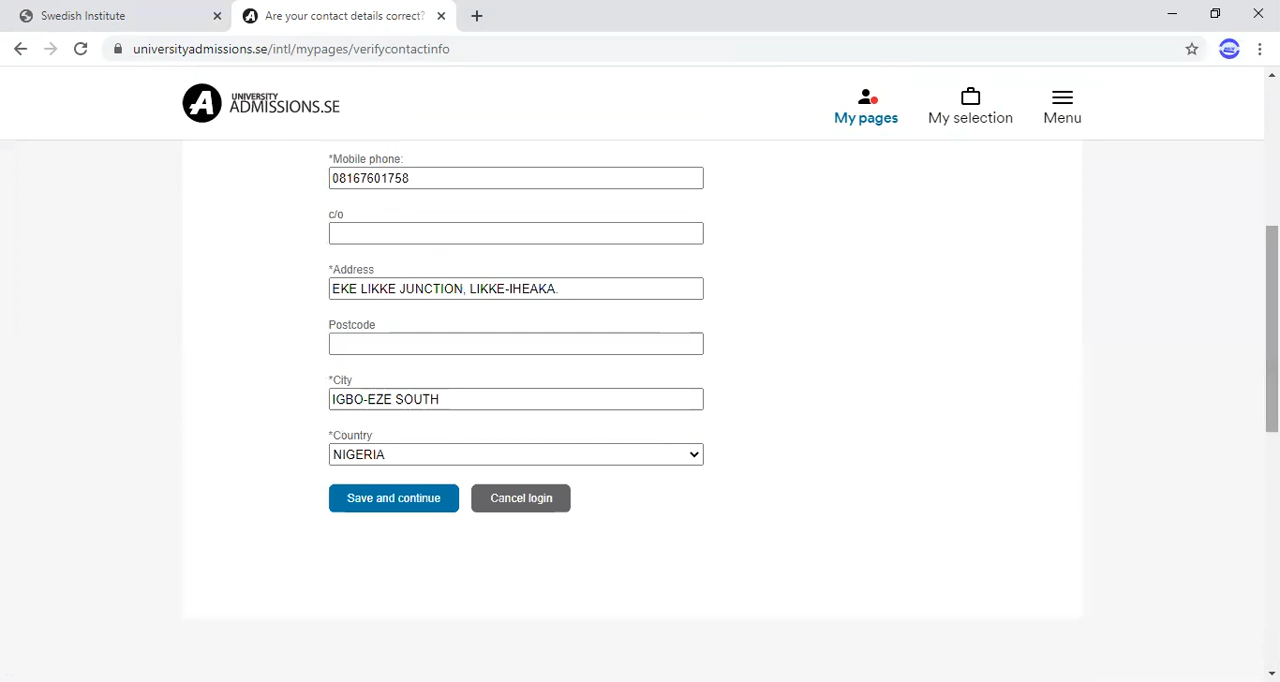 Swedish Institute
Are your contact details correct?
universityadmissions.se/intl/mypages/verifycontactinfo
A UNIVERSITY
ADMISSIONS.SE
My pages
My selection
Menu
*Mobile phone:
08167601758
c/o
*Address
EKE LIKKE JUNCTION, LIKKE-IHEAKA.
Postcode
*City
IGBO-EZE SOUTH
*Country
NIGERIA
Save and continue
Cancel login